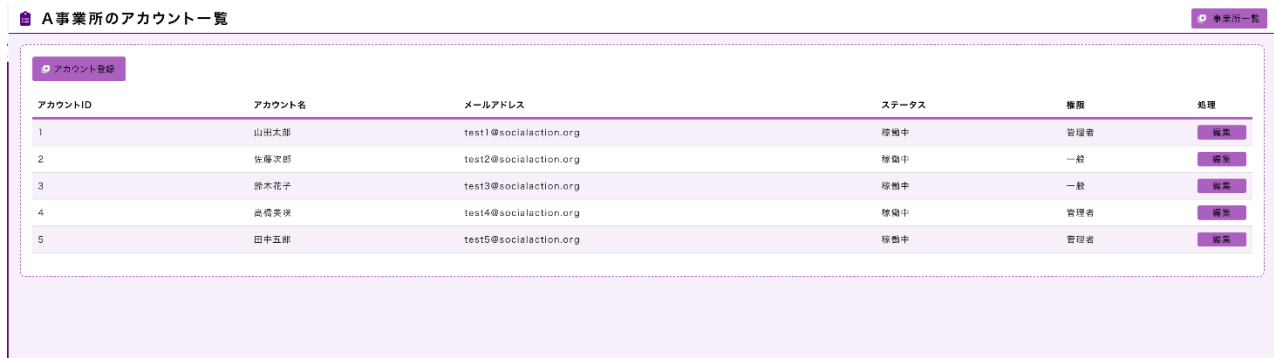 A事業所のアカウント一覧
事業所一覧
アカウント登録
アカウントID アカウント名 メールアドレス ステータス 権限 処理
1 山田太郎 test1@socialaction.org 稼働中 管理者 編集
2 佐藤次郎 test2@socialaction.org 稼働中 一般 編集
3 鈴木花子 test3@socialaction.org 稼働中 一般 編集
4 高橋美咲 test4@socialaction.org 稼働中 管理者 編集
5 田中五郎 test5@socialaction.org 稼働中 管理者 編集